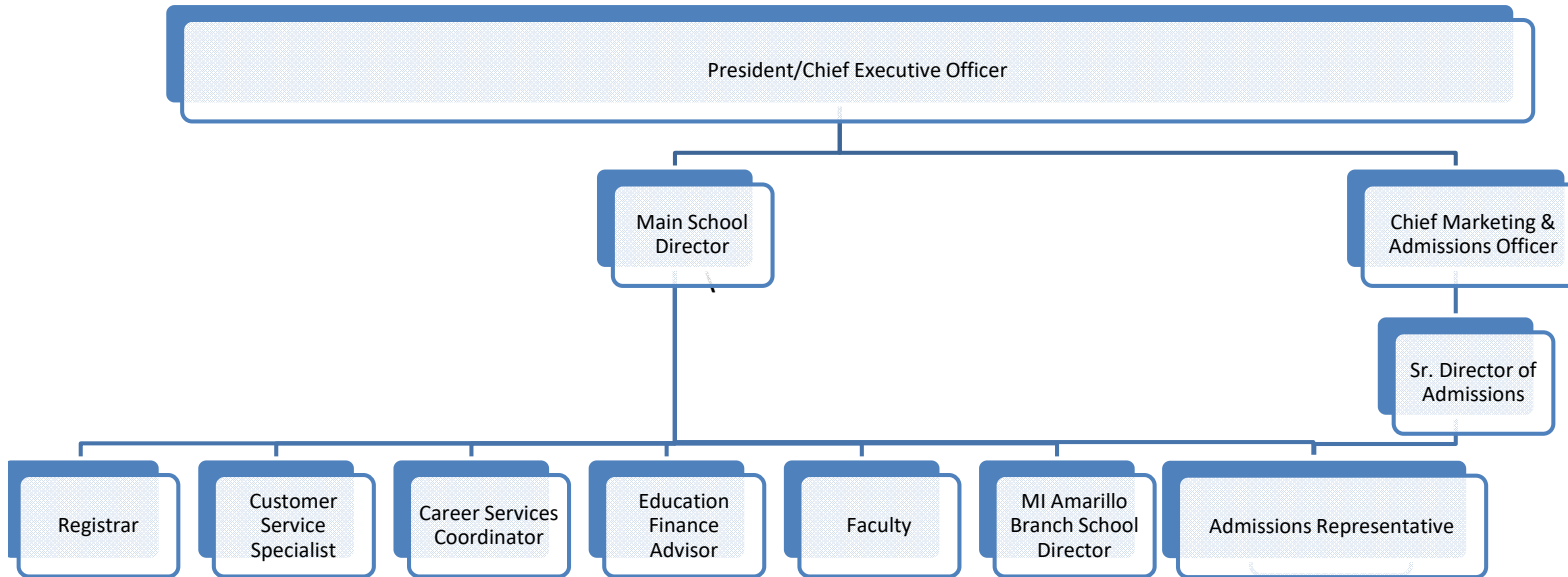 President/Chief Executive Officer
Main School
Director
Chief Marketing &
Admissions Officer
Sr. Director of
Admissions
Registrar
Customer
Service
Specialist
Career Services
Coordinator
Education
Finance
Advisor
Faculty
MI Amarillo
Branch School
Director
Admissions Representative